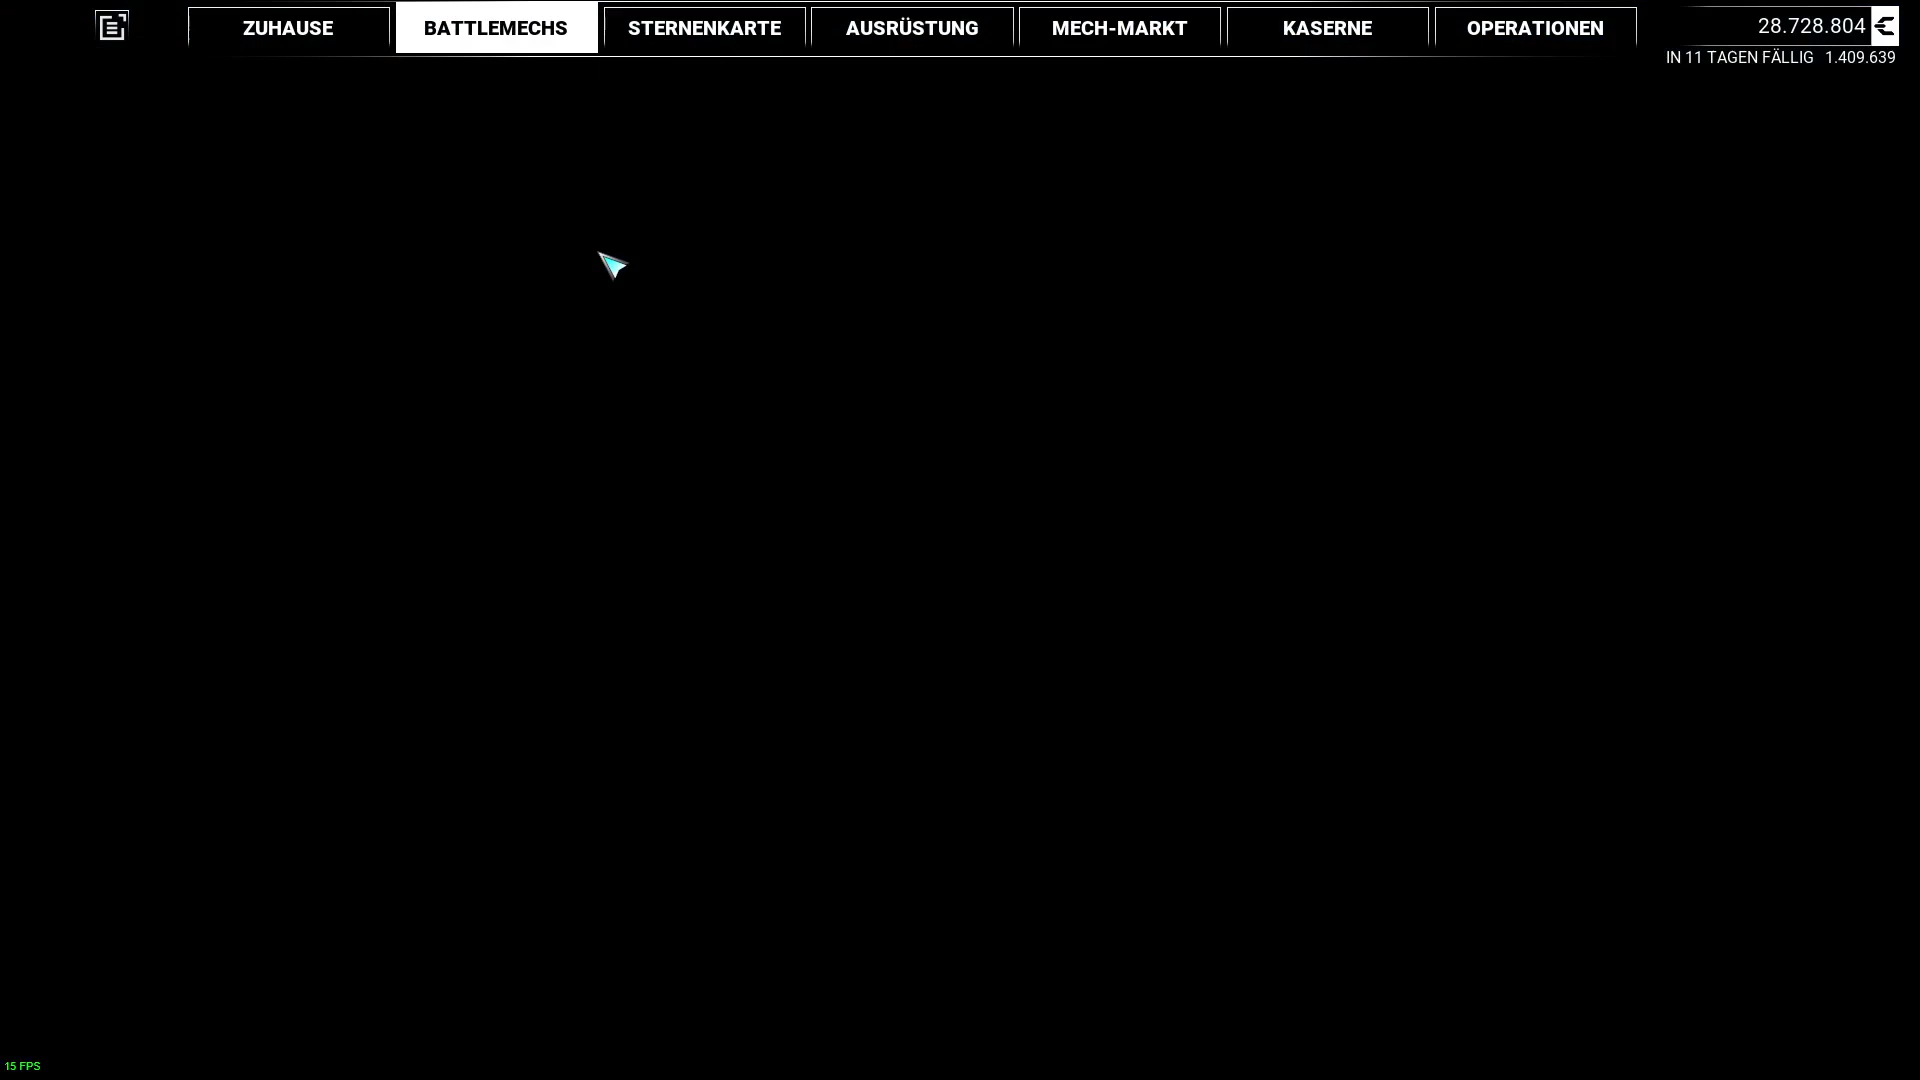 ZUHAUSE BATTLEMECHS STERNENKARTE AUSRÜSTUNG MECH-MARKT KASERNE OPERATIONEN 28.728.804
IN 11 TAGEN FÄLLIG 1.409.639
15 FPS